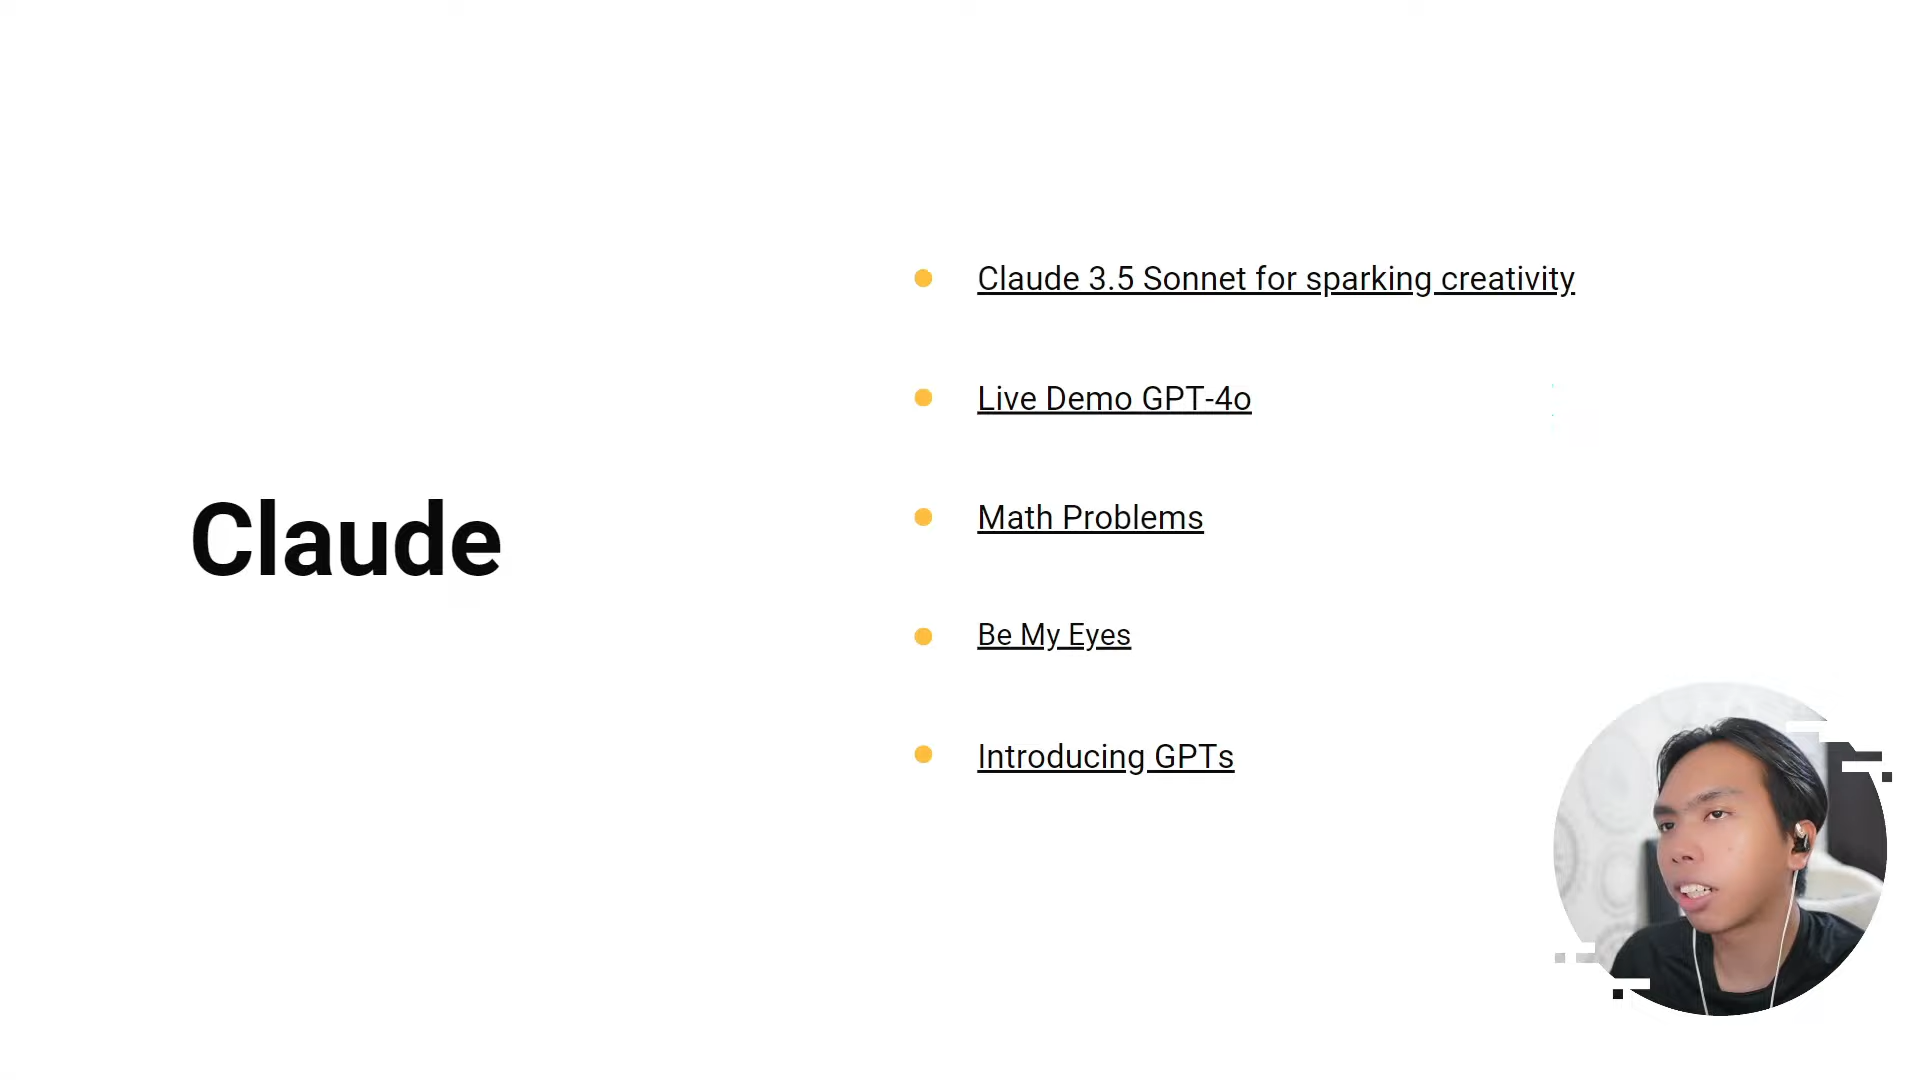 Claude
Claude 3.5 Sonnet for sparking creativity
Live Demo GPT-4o
Math Problems
Be My Eyes
Introducing GPTs